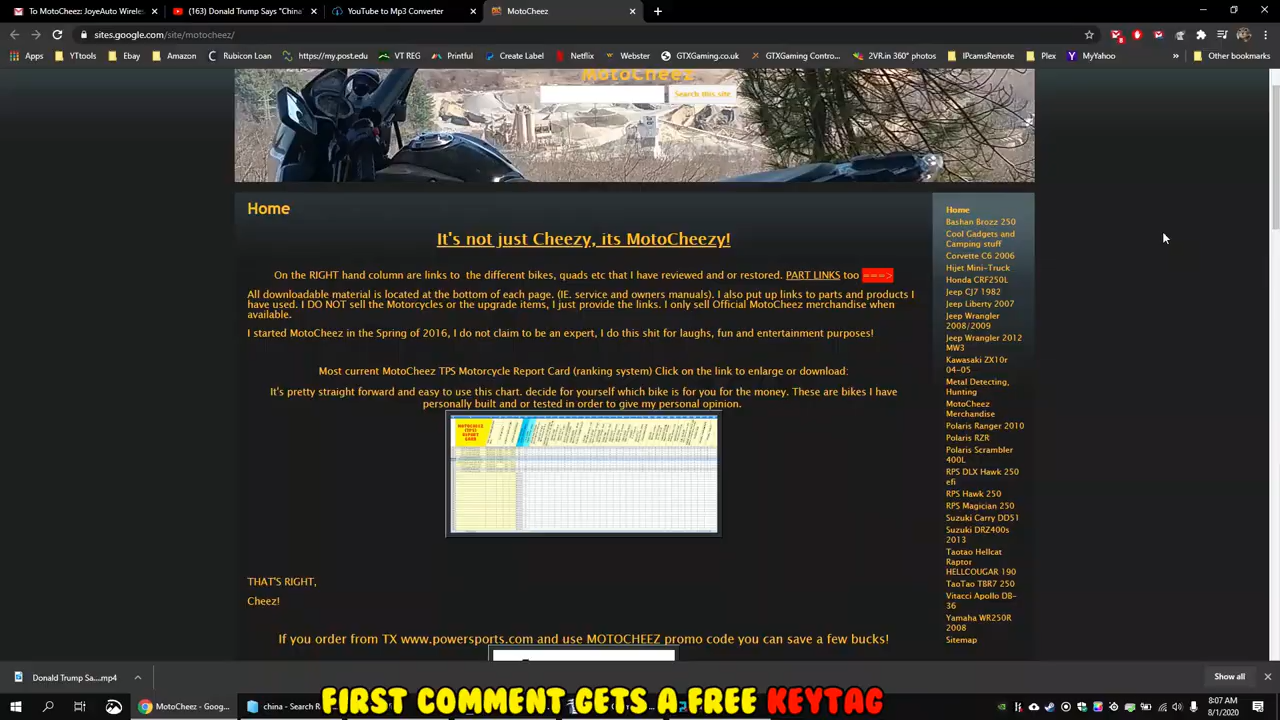 To MotoCheez: JoeAyto Wireless
(163) Donald Trump Says "China"
YouTube to Mp3 Converter
MotoCheez
sites.google.com/site/motocheez/
Apps
YTTools
Ebay
Zumic
Rubicon Loan
https://my.post.edu
VT REG
Printful
Create Label
Netflix
Webster
GTXGaming.co.uk
GTXGaming Contro...
2VR.in.360° photos
IPcamsRemote
Plex
MyYahoo
Other bookmarks
MotoCheez
Search this site
Home
It's not just Cheezy, its MotoCheezy!
On the RIGHT hand column are links to the different bikes, quads etc that I have reviewed and or restored. PART LINKS too ===>
All downloadable material is located at the bottom of each page. (IE. service and owners manuals). I also put up links to parts and products I
have used. I DO NOT sell the Motorcycles or the upgrade items, I just provide the links. I only sell Official MotoCheez merchandise when
available.
I started MotoCheez in the Spring of 2016, I do not claim to be an expert, I do this shit for laughs, fun and entertainment purposes!
Most current MotoCheez TPS Motorcycle Report Card (ranking system) Click on the link to enlarge or download:
It's pretty straight forward and easy to use this chart. decide for yourself which bike is for you for the money. These are bikes I have
personally built and or tested in order to give my personal opinion.
MOTOCHEEZ
(TPS)
REPORT
CARD
THAT'S RIGHT,
Cheez!
If you order from TX www.powersports.com and use MOTOCHEEZ promo code you can save a few bucks!
Home
Bashan Brozz 250
Cool Gadgets and
Camping stuff
Corvette C6 2006
Hijet Mini-Truck
Honda CRF250L
Jeep CJ7 1982
Jeep Liberty 2007
Jeep Wrangler
2008/2009
Jeep Wrangler 2012
MW3
Kawasaki ZX10r
04-05
Metal Detecting,
Hunting
MotoCheez
Merchandise
Polaris Ranger 2010
Polaris RZR
Polaris Scrambler
400L
RPS DLX Hawk 250
efi
RPS Hawk 250
RPS Magician 250
Suzuki Carry DD51
Suzuki DRZ400s
2013
Taotao Hellcat
Raptor
HELLCOUGAR 190
TaoTao TBR7 250
Vitacci Apollo DB-
36
Yamaha WR250R
2008
Sitemap
Donald Trump Sa....mp4
Show all
MotoCheez - Goog...
china - Search R
FIRST COMMENT GETS A FREE KEYTAG
8:07 AM
8/1/2020